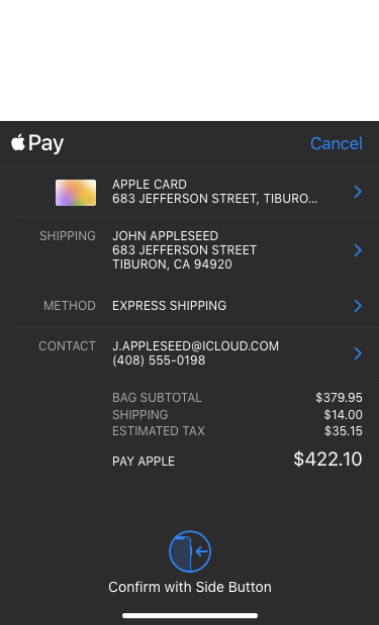 Pay
Cancel
APPLE CARD
683 JEFFERSON STREET, TIBURO...
SHIPPING
JOHN APPLESEED
683 JEFFERSON STREET
TIBURON, CA 94920
METHOD
EXPRESS SHIPPING
CONTACT
J.APPLESEED@ICLOUD.COM
(408) 555-0198
BAG SUBTOTAL $379.95
SHIPPING $14.00
ESTIMATED TAX $35.15
PAY APPLE $422.10
Confirm with Side Button